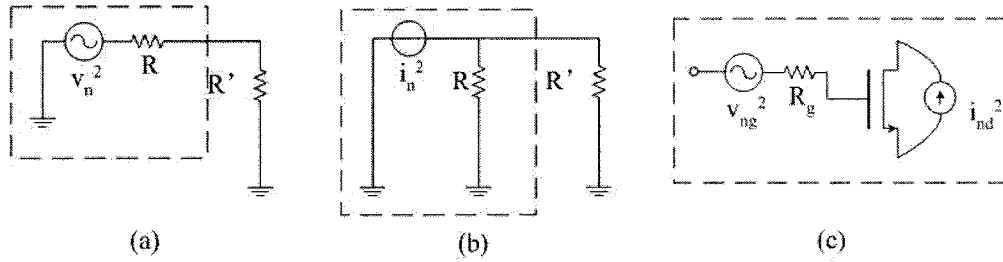 v_n^2
R
R'
(a)
i_n^2
R
R'
(b)
v_ng^2
R_g
i_nd^2
(c)